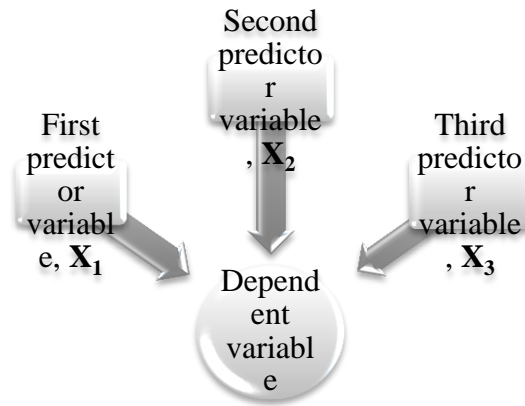 First
predict
or
variabl
e, X₁
Second
predicto
r
variable
, X₂
Third
predicto
r
variable
, X₃
Depend
ent
variabl
e